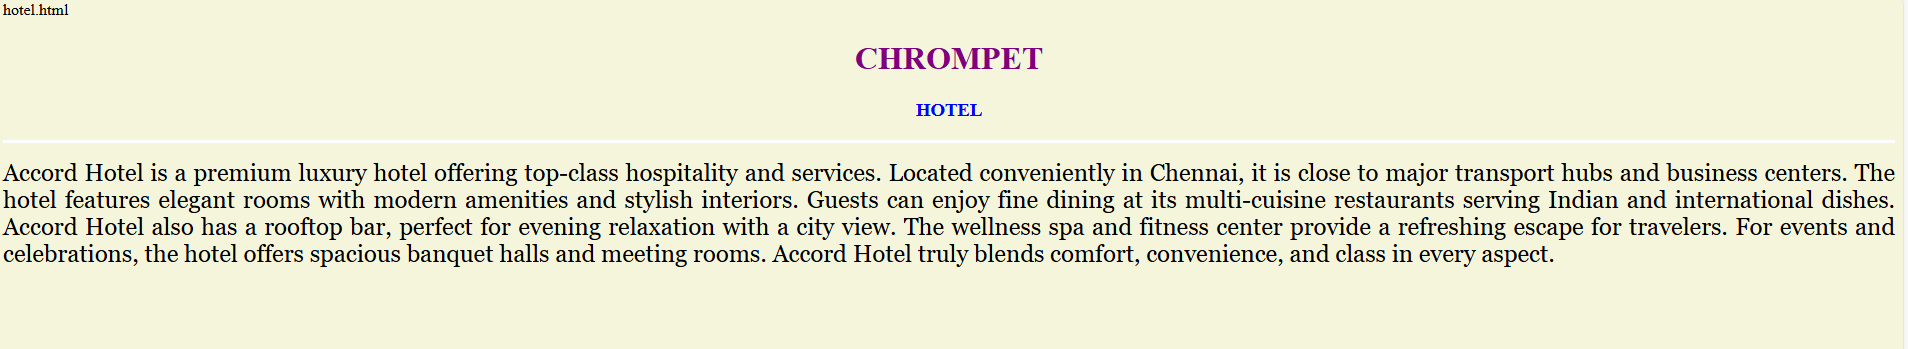 hotel.html
CHROMPET
HOTEL
Accord Hotel is a premium luxury hotel offering top-class hospitality and services. Located conveniently in Chennai, it is close to major transport hubs and business centers. The
hotel features elegant rooms with modern amenities and stylish interiors. Guests can enjoy fine dining at its multi-cuisine restaurants serving Indian and international dishes.
Accord Hotel also has a rooftop bar, perfect for evening relaxation with a city view. The wellness spa and fitness center provide a refreshing escape for travelers. For events and
celebrations, the hotel offers spacious banquet halls and meeting rooms. Accord Hotel truly blends comfort, convenience, and class in every aspect.